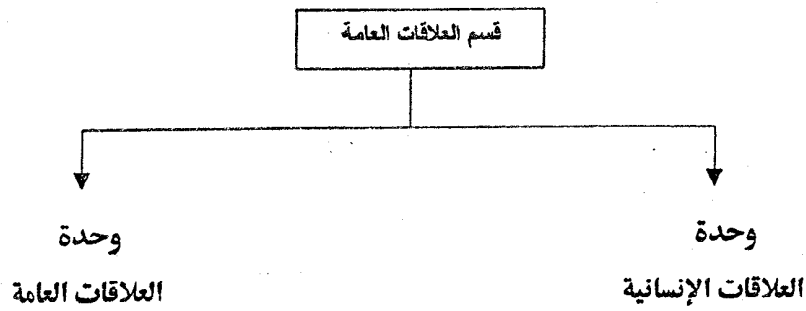 قسم العلاقات العامة
وحدة
العلاقات الإنسانية
وحدة
العلاقات العامة